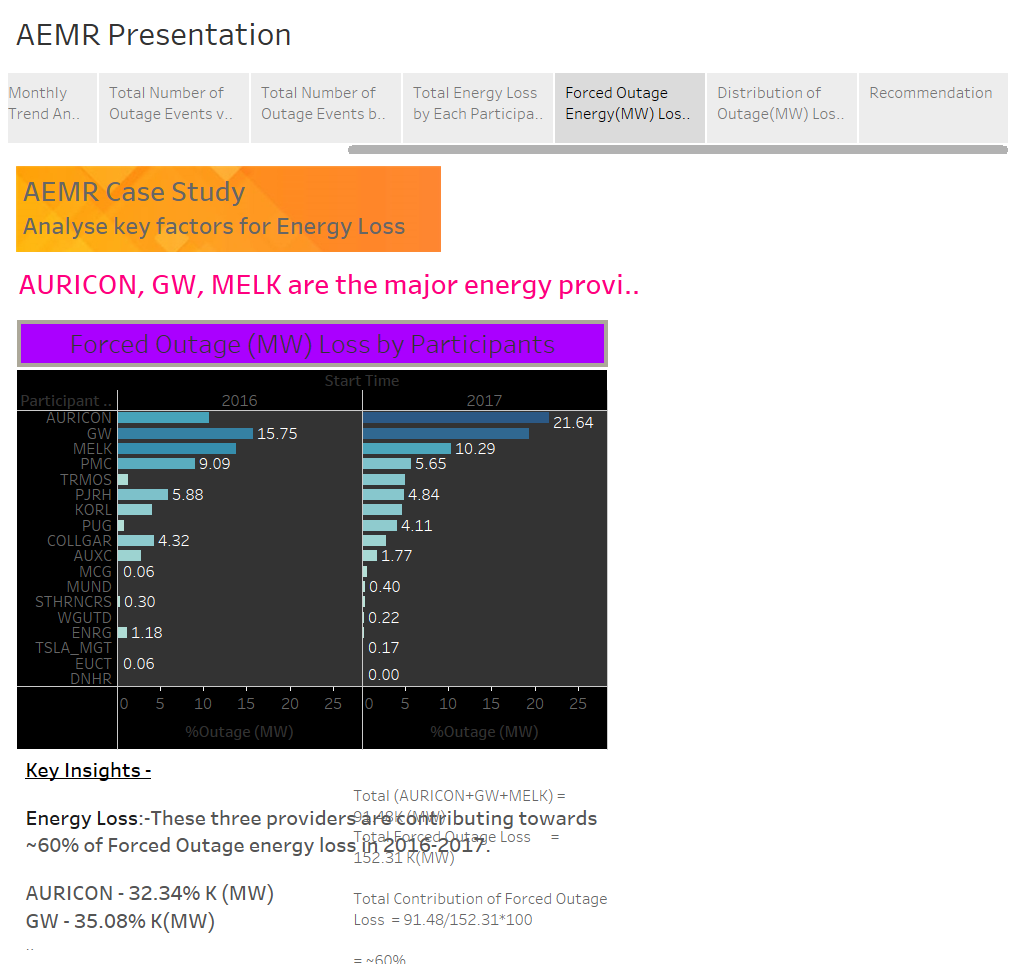 AEMR Presentation
Monthly
Trend An..
Total Number of
Outage Events v..
Total Number of
Outage Events b..
Total Energy Loss
by Each Participa..
Forced Outage
Energy(MW) Los..
Distribution of
Outage(MW) Los..
Recommendation
AEMR Case Study
Analyse key factors for Energy Loss
AURICON, GW, MELK are the major energy provi..
Forced Outage (MW) Loss by Participants
Start Time
Participant ..
2016
2017
AURICON
21.64
GW
15.75
MELK
10.29
PMC
9.09
5.65
TRMOS
PJRH
5.88
4.84
KORL
PUG
4.11
COLLGAR
4.32
AUXC
1.77
MCG
0.06
MUND
0.40
STHRNCRS
0.30
WGUTD
0.22
ENRG
1.18
TSLA_MGT
0.17
EUCT
0.06
DNHR
0.00
0 5 10 15 20 25
0 5 10 15 20 25
%Outage (MW)
%Outage (MW)
Key Insights -
Energy Loss:-These three providers are contributing towards
~60% of Forced Outage energy loss in 2016-2017.
AURICON - 32.34% K (MW)
GW - 35.08% K(MW)
..
Total (AURICON+GW+MELK) =
91.48K (MW)
Total Forced Outage Loss =
152.31 K(MW)
Total Contribution of Forced Outage
Loss = 91.48/152.31*100
= ~60%